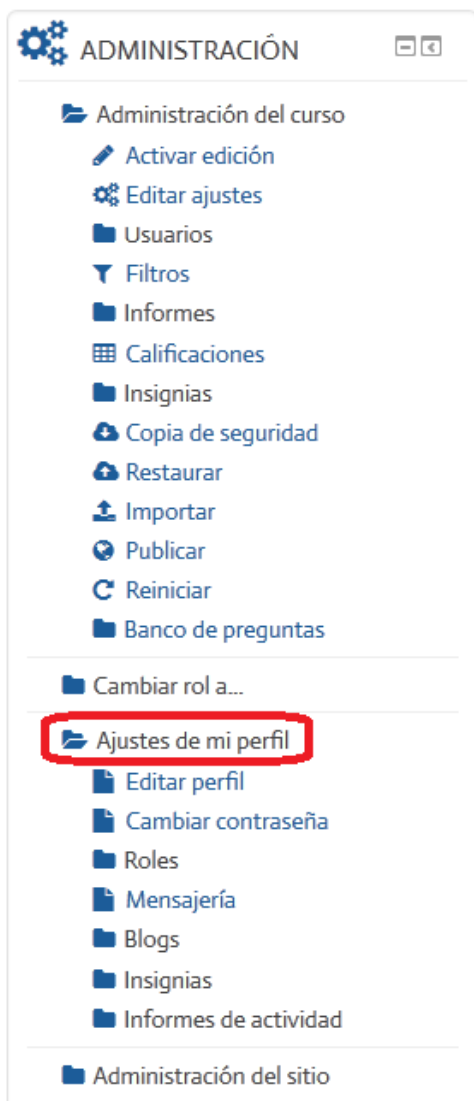 ADMINISTRACIÓN
Administración del curso
Activar edición
Editar ajustes
Usuarios
Filtros
Informes
Calificaciones
Insignias
Copia de seguridad
Restaurar
Importar
Publicar
Reiniciar
Banco de preguntas
Cambiar rol a...
Ajustes de mi perfil
Editar perfil
Cambiar contraseña
Roles
Mensajería
Blogs
Insignias
Informes de actividad
Administración del sitio